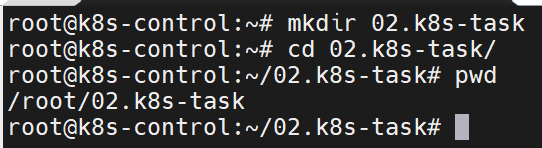 root@k8s-control:~# mkdir 02.k8s-task
root@k8s-control:~# cd 02.k8s-task/
root@k8s-control:~/02.k8s-task# pwd
/root/02.k8s-task
root@k8s-control:~/02.k8s-task#